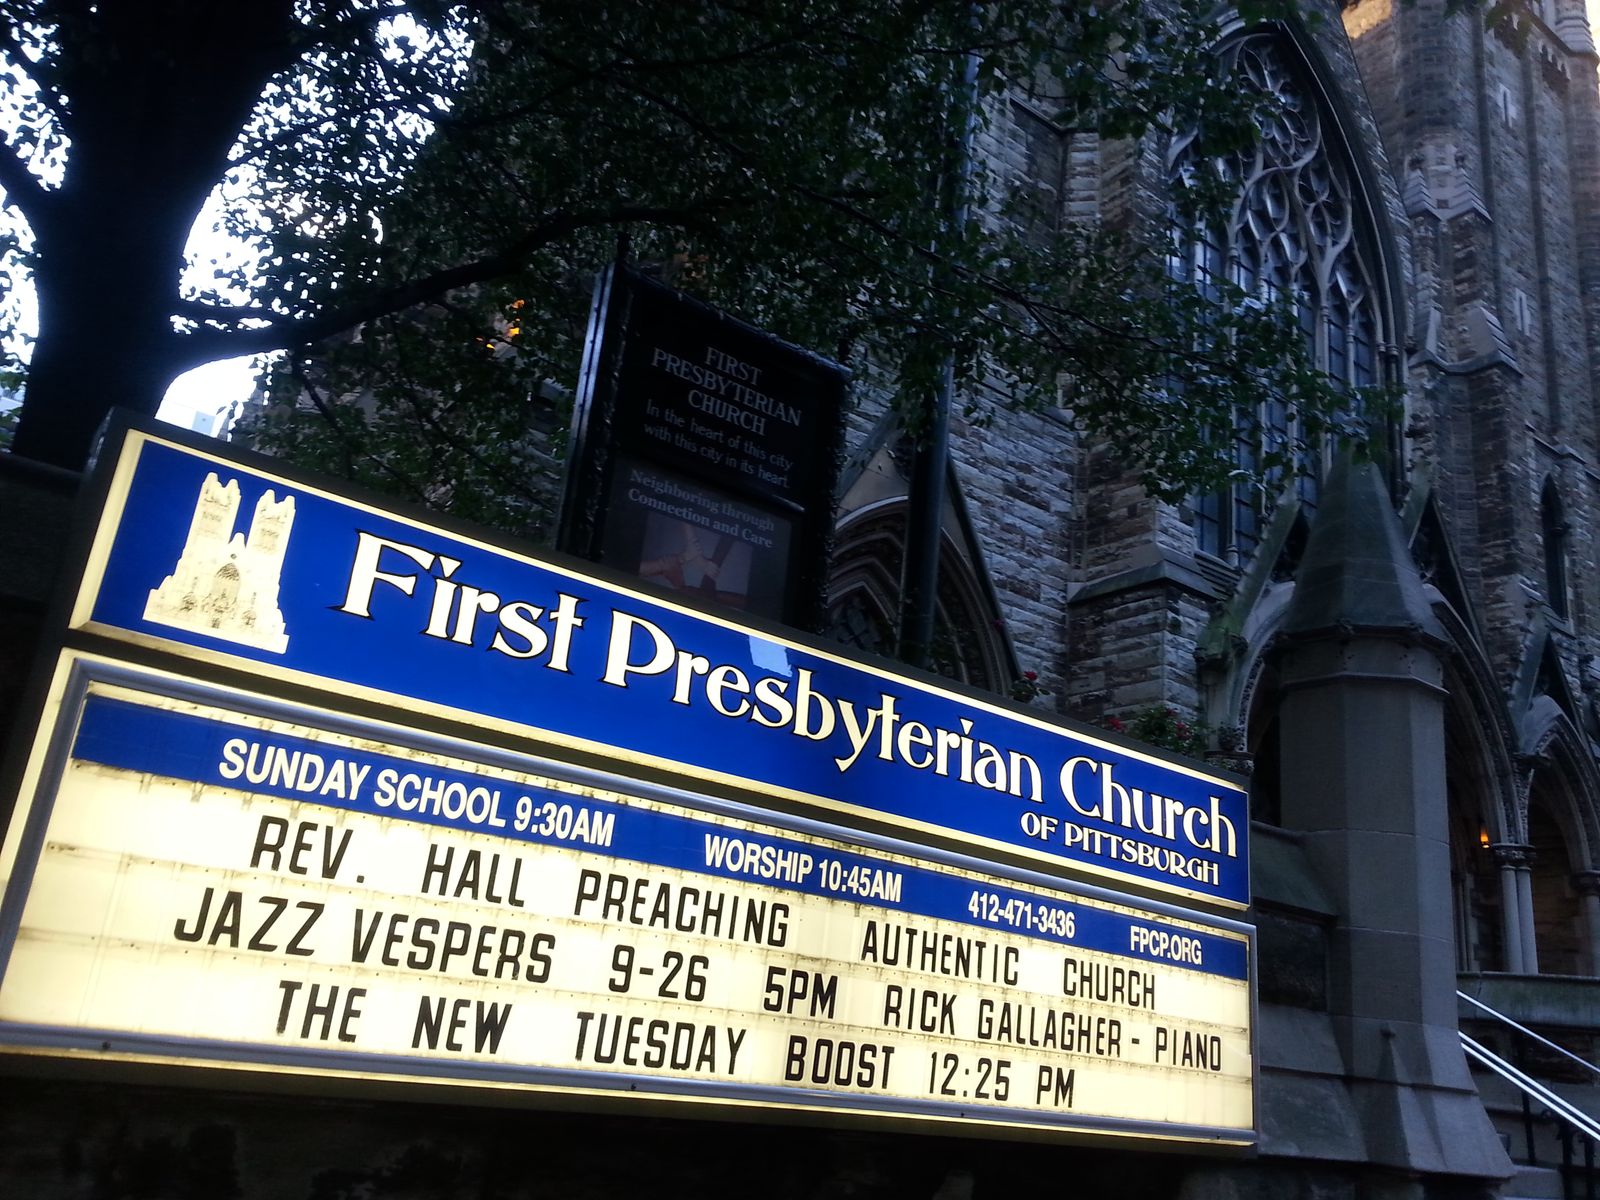 FIRST
PRESBYTERIAN
CHURCH
In the heart of this city
with this city in its heart.
Neighboring through
Connection and Care
First Presbyterian Church
OF PITTSBURGH
SUNDAY SCHOOL 9:30AM WORSHIP 10:45AM 412-471-3436 FPCP.ORG
REV. HALL PREACHING AUTHENTIC CHURCH
JAZZ VESPERS 9-26 5PM RICK GALLAGHER- PIANO
THE NEW TUESDAY BOOST 12:25 PM